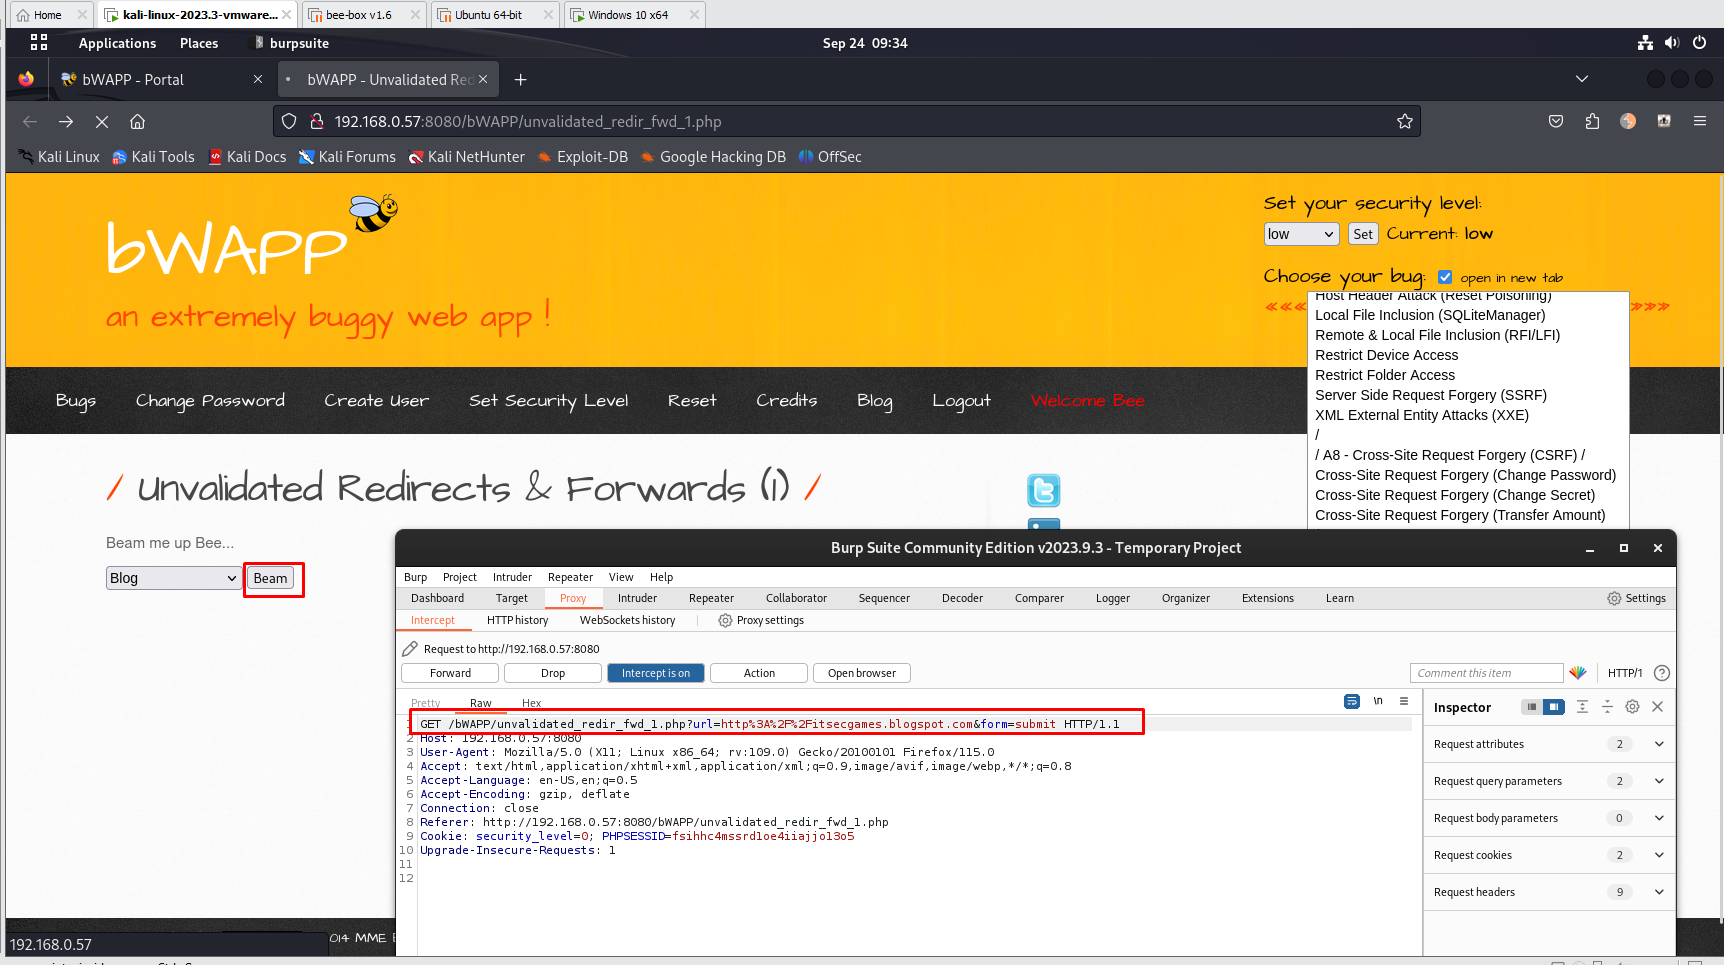 Home
kali-linux-2023.3-vmware...
bee-box v1.6
Ubuntu 64-bit
Windows 10 x64
Applications
Places
burpsuite
Sep 24 09:34
bWAPP - Portal
bWAPP - Unvalidated Red
192.168.0.57:8080/bWAPP/unvalidated_redir_fwd_1.php
Kali Linux
Kali Tools
Kali Docs
Kali Forums
Kali NetHunter
Exploit-DB
Google Hacking DB
OffSec
bWAPP
an extremely buggy web app !
Set your security level:
low
Set
Current: low
Choose your bug:
open in new tab
Host Header Attack (Reset Poisoning)
Local File Inclusion (SQLiteManager)
Remote & Local File Inclusion (RFI/LFI)
Restrict Device Access
Restrict Folder Access
Server Side Request Forgery (SSRF)
XML External Entity Attacks (XXE)
/
/ A8 - Cross-Site Request Forgery (CSRF) /
Cross-Site Request Forgery (Change Password)
Cross-Site Request Forgery (Change Secret)
Cross-Site Request Forgery (Transfer Amount)
Bugs
Change Password
Create User
Set Security Level
Reset
Credits
Blog
Logout
Welcome Bee
/ Unvalidated Redirects & Forwards (1) /
Beam me up Bee...
Blog
Beam
Burp Suite Community Edition v2023.9.3 - Temporary Project
Burp Project Intruder Repeater View Help
Dashboard Target Proxy Intruder Repeater Collaborator Sequencer Decoder Comparer Logger Organizer Extensions Learn
Settings
Intercept HTTP history WebSockets history Proxy settings
Request to http://192.168.0.57:8080
Forward
Drop
Intercept is on
Action
Open browser
Comment this item
HTTP/1
Pretty Raw Hex
\n
1 GET /bWAPP/unvalidated_redir_fwd_1.php?url=http%3A%2F%2Fitsecgames.blogspot.com&form=submit HTTP/1.1
2 Host: 192.168.0.57:8080
3 User-Agent: Mozilla/5.0 (X11; Linux x86_64; rv:109.0) Gecko/20100101 Firefox/115.0
4 Accept: text/html,application/xhtml+xml,application/xml;q=0.9,image/avif,image/webp,*/*;q=0.8
5 Accept-Language: en-US,en;q=0.5
6 Accept-Encoding: gzip, deflate
7 Connection: close
8 Referer: http://192.168.0.57:8080/bWAPP/unvalidated_redir_fwd_1.php
9 Cookie: security_level=0; PHPSESSID=fsihhc4mssrd1oe4iiajjo13o5
10 Upgrade-Insecure-Requests: 1
11
12
Inspector
Request attributes 2
Request query parameters 2
Request body parameters 0
Request cookies 2
Request headers 9
192.168.0.57
014 MME